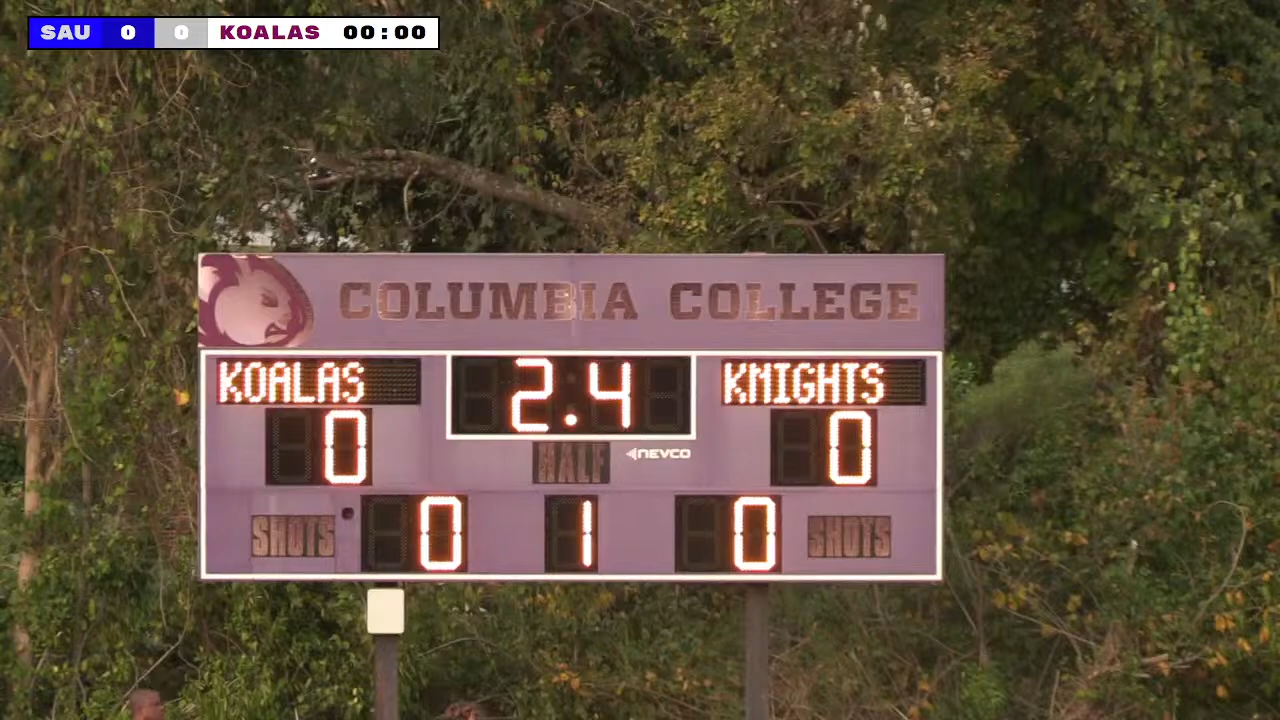 SAU 0 0 KOALAS 00:00
COLUMBIA COLLEGE
KOALAS 2.4 KNIGHTS
0 0
HALF NEVCO
SHOTS 0 1 0 SHOTS